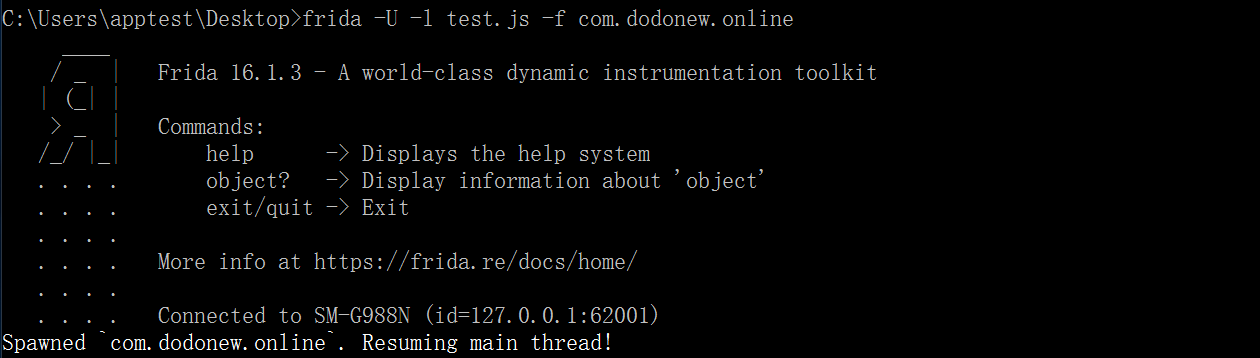 C:\Users\apptest\Desktop>frida -U -l test.js -f com.dodonew.online
     ____
    / _  |   Frida 16.1.3 - A world-class dynamic instrumentation toolkit
   | (_| |
    > _  |   Commands:
   /_/ |_|       help      -> Displays the help system
   . . . .       object?   -> Display information about 'object'
   . . . .       exit/quit -> Exit
   . . . .
   . . . .   More info at https://frida.re/docs/home/
   . . . .
   . . . .   Connected to SM-G988N (id=127.0.0.1:62001)
Spawned `com.dodonew.online`. Resuming main thread!